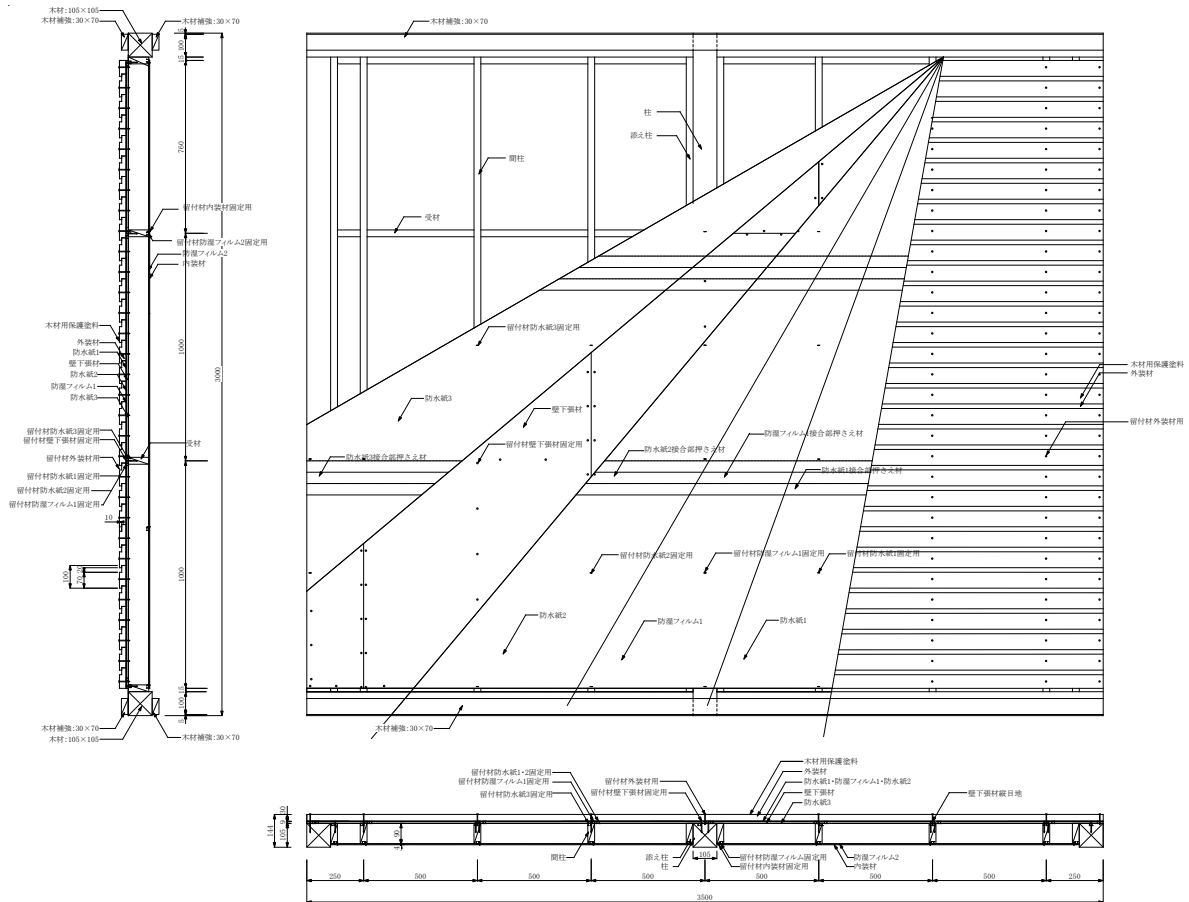 木材:105×105
木材補強:30×70
木材補強:30×70
5
100
15
760
留付材内装材固定用
留付材防湿フィルム2固定用
防湿フィルム2
内装材
木材用保護塗料
外装材
防水紙1
壁下張材
防水紙2
防湿フィルム1
防水紙3
1000
3000
留付材防水紙3固定用
留付材壁下張材固定用
受材
留付材外装材用
留付材防水紙1固定用
留付材防水紙2固定用
留付材防湿フィルム1固定用
10
100
70
20
1000
15
100
5
木材補強:30×70
木材:105×105
木材補強:30×70
木材補強:30×70
柱
添え柱
間柱
受材
留付材防水紙3固定用
防水紙3
壁下張材
留付材壁下張材固定用
防水紙3接合部押さえ材
防水紙2接合部押さえ材
防湿フィルム1接合部押さえ材
防水紙1接合部押さえ材
木材用保護塗料
外装材
留付材外装材用
留付材防水紙2固定用
留付材防湿フィルム1固定用
留付材防水紙1固定用
防水紙2
防湿フィルム1
防水紙1
木材補強:30×70
留付材防水紙1・2固定用
留付材防湿フィルム1固定用
留付材防水紙3固定用
留付材外装材用
留付材壁下張材固定用
木材用保護塗料
外装材
防水紙1・防湿フィルム1・防水紙2
壁下張材
防水紙3
壁下張材縦目地
144
30
9
105
90
4
間柱
添え柱
柱
105
留付材防湿フィルム固定用
留付材内装材固定用
防湿フィルム2
内装材
250
500
500
500
500
500
500
250
3500